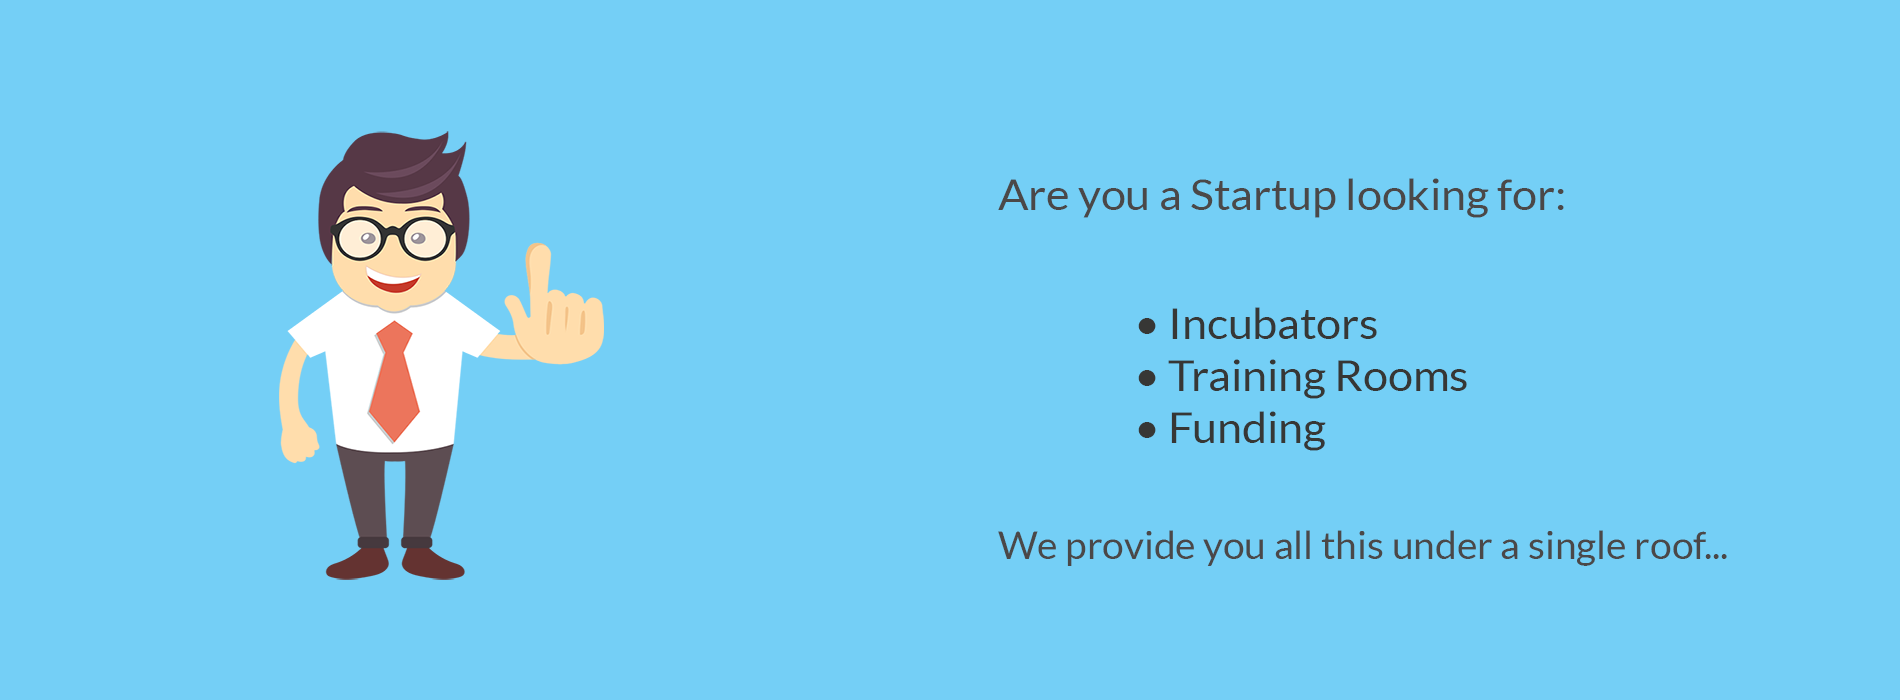 Are you a Startup looking for:
• Incubators
• Training Rooms
• Funding
We provide you all this under a single roof...